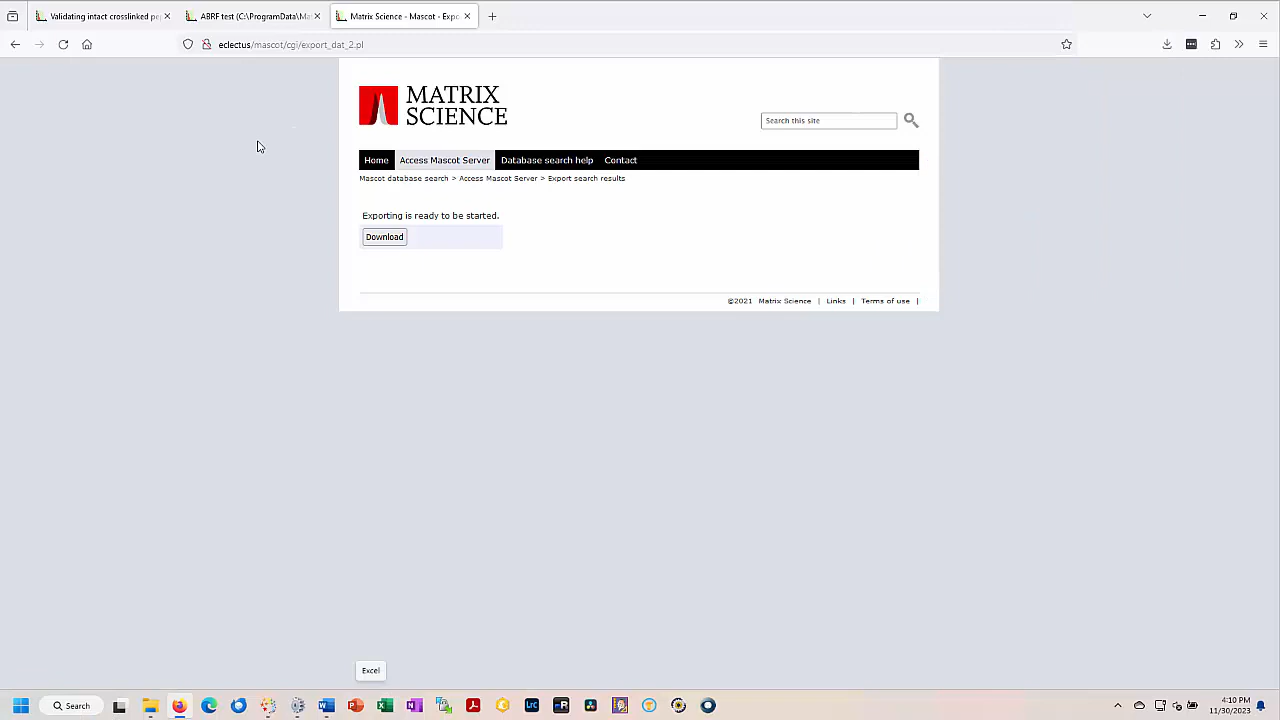 Validating intact crosslinked pe
ABRF test (C:\ProgramData\Ma
Matrix Science - Mascot - Expo
eclectus/mascot/cgi/export_dat_2.pl
MATRIX
SCIENCE
Search this site
Home Access Mascot Server Database search help Contact
Mascot database search > Access Mascot Server > Export search results
Exporting is ready to be started.
Download
©2021 Matrix Science | Links | Terms of use |
Excel
Search
Lrc
4:10 PM
11/30/2023